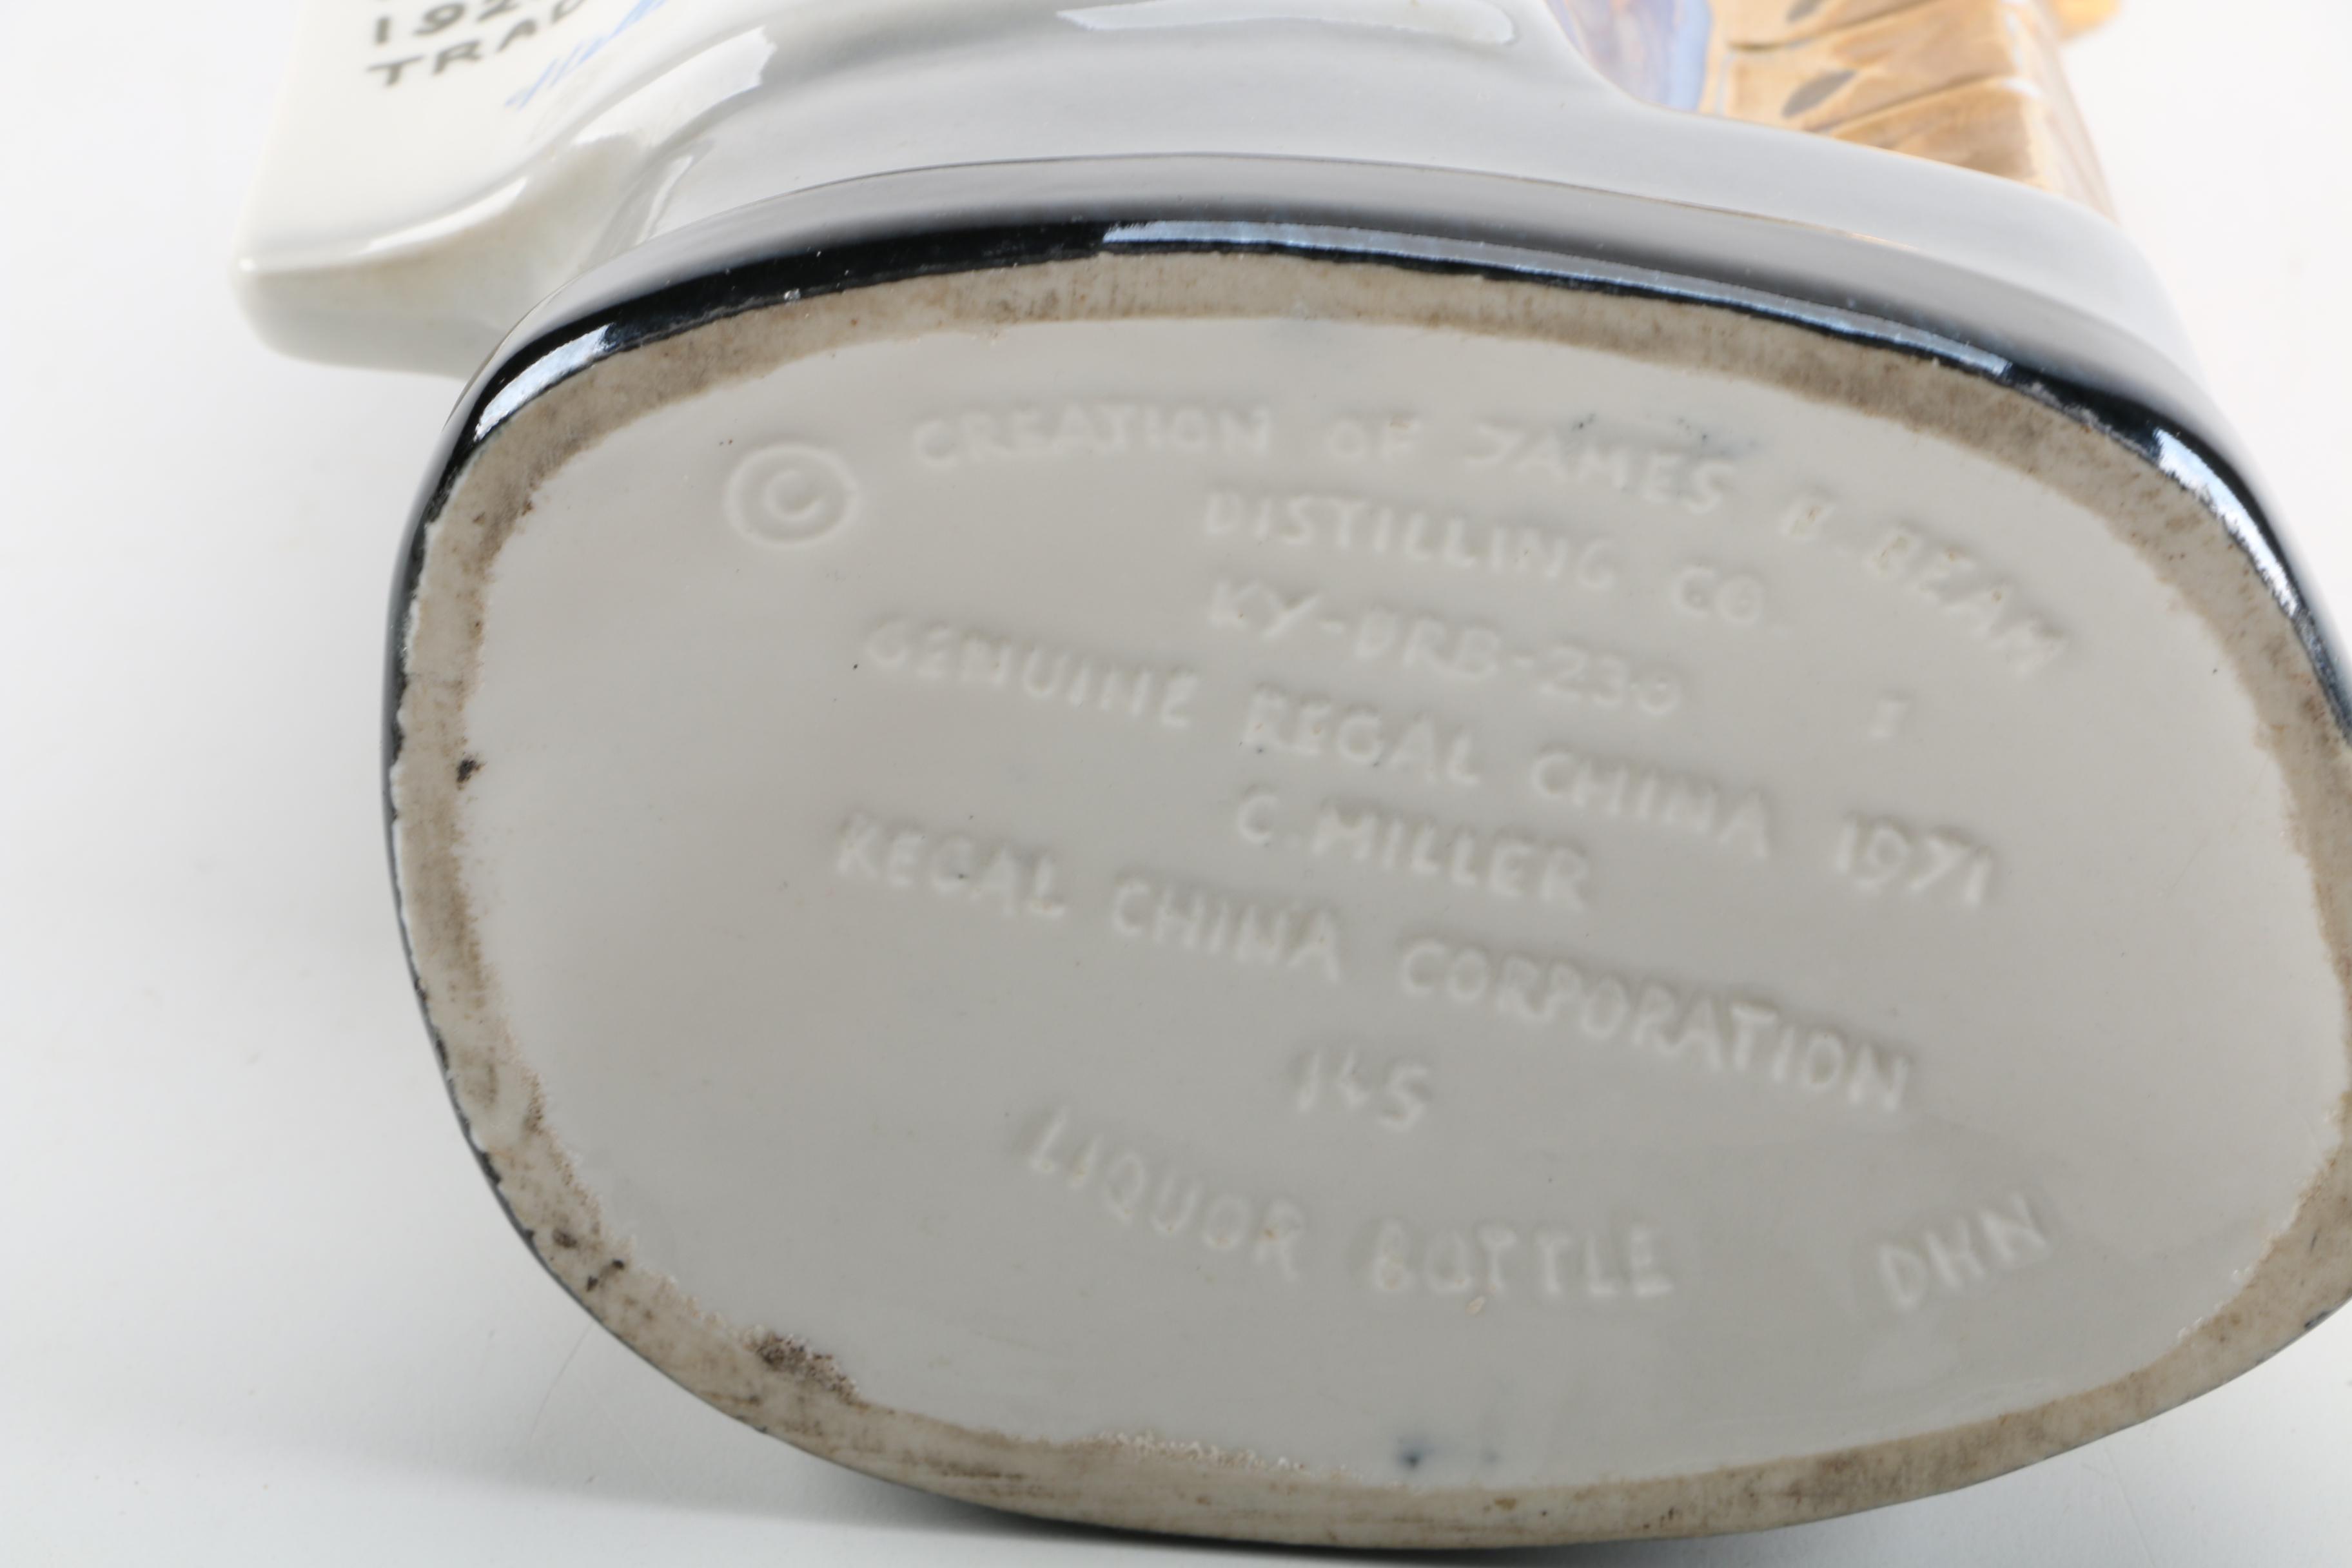 TRAD
© CREATION OF JAMES B. BEAM
DISTILLING CO.
KY-DRB-230 I
GENUINE REGAL CHINA 1971
C. MILLER
REGAL CHINA CORPORATION
145
LIQUOR BOTTLE
DHN